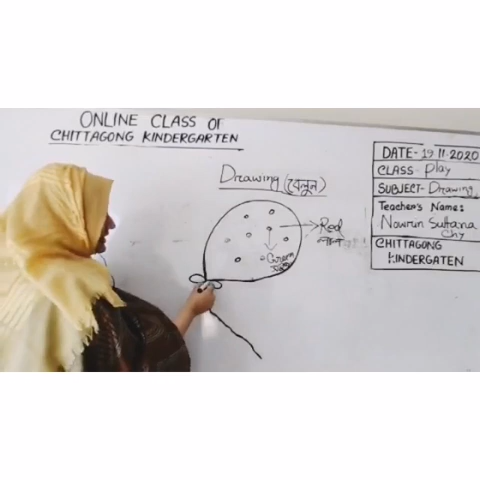 ONLINE CLASS OF
CHITTAGONG KINDERGARTEN
Drawing (বেলুন)
Red
লাল
Green
DATE- 19 11-2020
CLASS- Play
SUBJECT- Drawing
Teacher's Name:
Nowrun Sultana
Chy
CHITTAGONG
KINDERGATEN